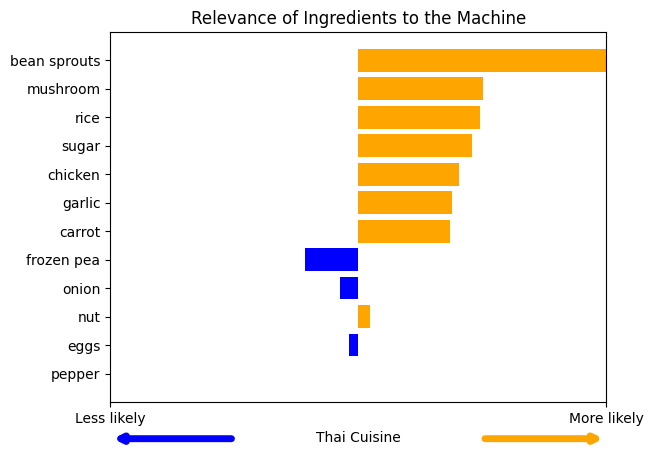 Relevance of Ingredients to the Machine
bean sprouts
mushroom
rice
sugar
chicken
garlic
carrot
frozen pea
onion
nut
eggs
pepper
Less likely
More likely
Thai Cuisine